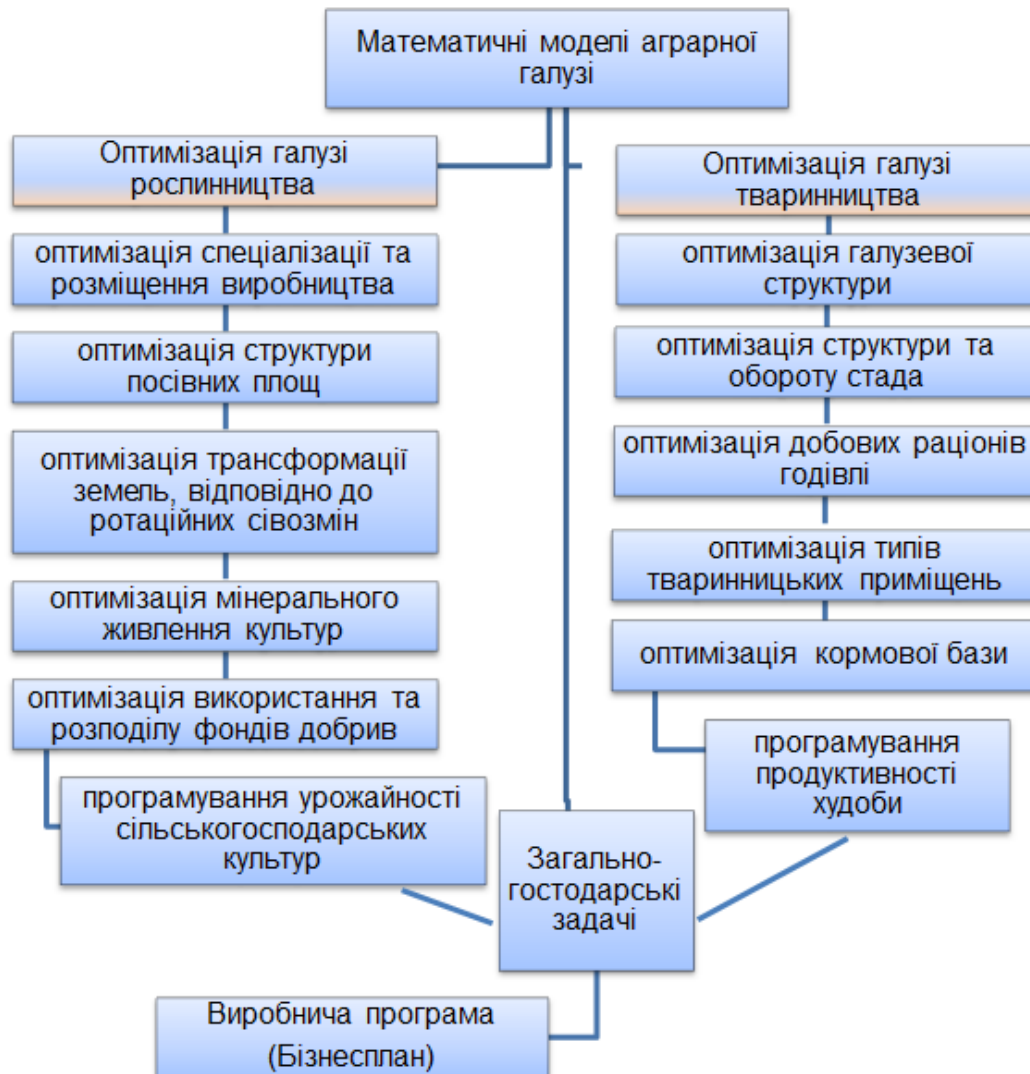 Математичні моделі аграрної
галузі
Оптимізація галузі
рослинництва
оптимізація спеціалізації та
розміщення виробництва
оптимізація структури
посівних площ
оптимізація трансформації
земель, відповідно до
ротаційних сівозмін
оптимізація мінерального
живлення культур
оптимізація використання та
розподілу фондів добрив
програмування урожайності
сільськогосподарських
культур
Оптимізація галузі
тваринництва
оптимізація галузевої
структури
оптимізація структури та
обороту стада
оптимізація добових раціонів
годівлі
оптимізація типів
тваринницьких приміщень
оптимізація кормової бази
програмування
продуктивності
худоби
Загально-
гостодарські
задачі
Виробнича програма
(Бізнесплан)